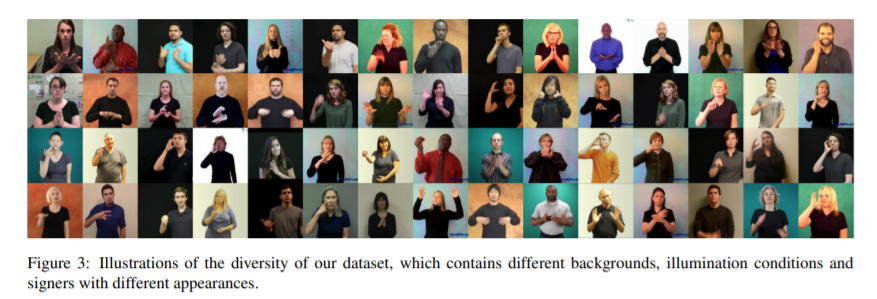 Figure 3: Illustrations of the diversity of our dataset, which contains different backgrounds, illumination conditions and
signers with different appearances.